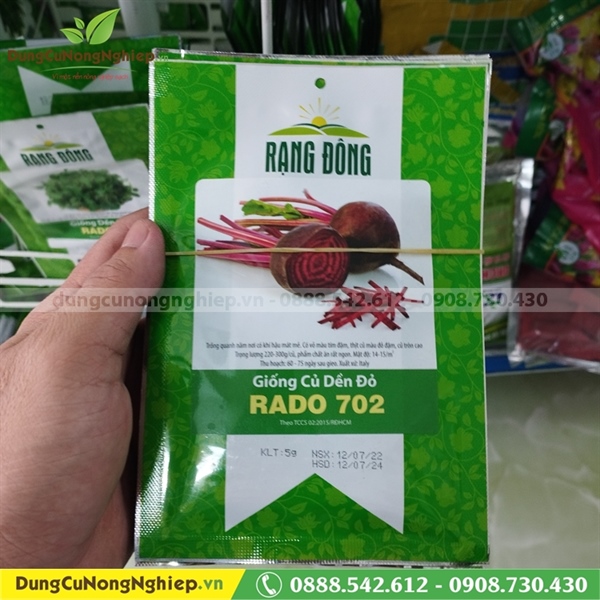 DungCuNongNghiep.vn
RẠNG ĐÔNG
RẠNG ĐÔNG
Giống Dền Đỏ
dungcunongnghiep.vn - 0888.542.612 - 0908.730.430
Trồng quanh năm nơi có khí hậu mát mẻ. Củ vỏ màu tím đậm, thịt củ màu đỏ đậm, củ tròn cao
Trọng lượng 220-300g/củ, phẩm chất ăn rất ngon. Mật độ: 14-15/m²
Thu hoạch: 60 - 75 ngày sau gieo. Xuất xứ: Italy
Giống Củ Dền Đỏ
RADO 702
Theo TCCS 02:2015/RĐHCM
KLT:5g NSX:12/07/22
HSD:12/07/24
DungCuNongNghiep.vn 0888.542.612 - 0908.730.430